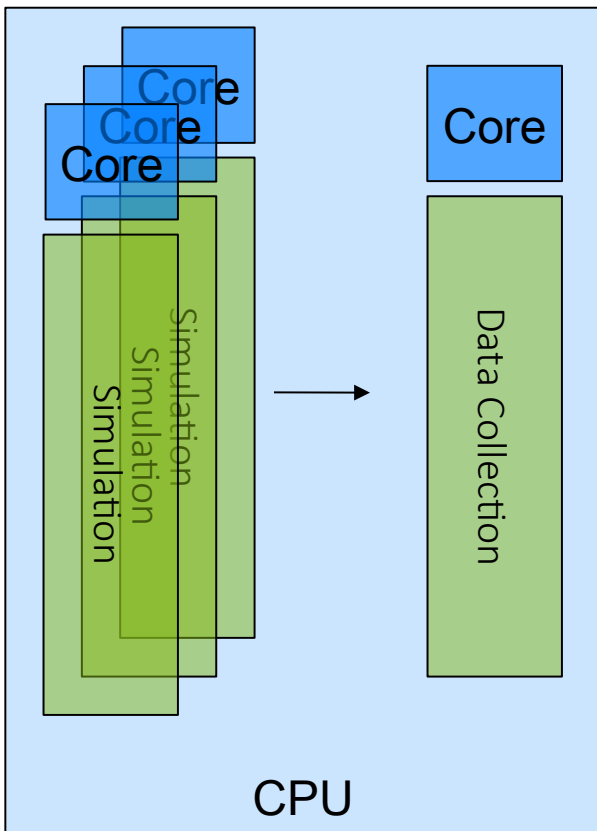 Core
Core
Core
Core
Simulation
Simulation
Simulation
Data Collection
CPU